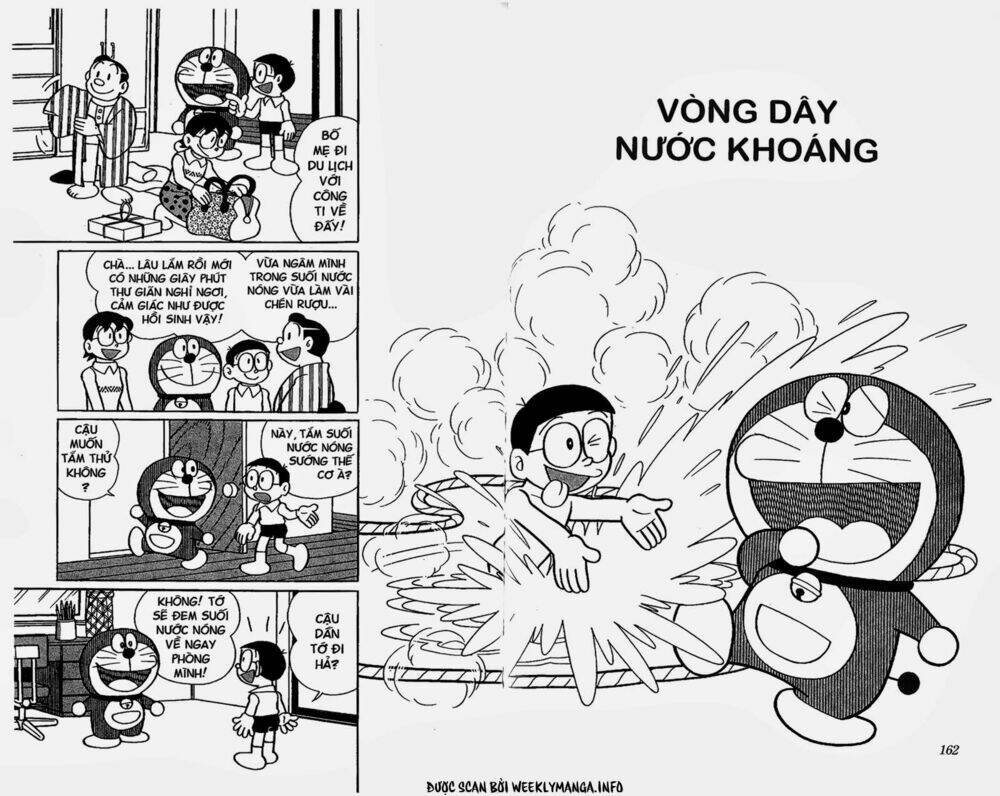 VÒNG DÂY
NƯỚC KHOÁNG
BỐ
MẸ ĐI
DU LỊCH
VỚI
CÔNG
TI VỀ
ĐẤY!
CHÀ... LÂU LẮM RỒI MỚI
CÓ NHỮNG GIÂY PHÚT
THƯ GIÃN NGHỈ NGƠI,
CẢM GIÁC NHƯ ĐƯỢC
HỒI SINH VẬY!
VỪA NGÂM MÌNH
TRONG SUỐI NƯỚC
NÓNG VỪA LÀM VÀI
CHÉN RƯỢU...
CẬU
MUỐN
TẮM THỬ
KHÔNG
?
NÀY, TẮM SUỐI
NƯỚC NÓNG
SƯỚNG THẾ
CƠ À?
KHÔNG! TỚ
SẼ ĐEM SUỐI
NƯỚC NÓNG
VỀ NGAY
PHÒNG
MÌNH!
CẬU
DẪN
TỚ ĐI
HẢ?
162
ĐƯỢC SCAN BỞI WEEKLYMANGA.INFO